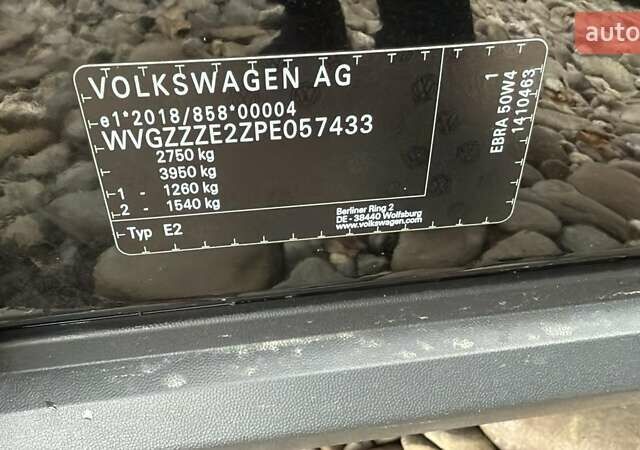 auto
VOLKSWAGEN AG
e1*2018/858*00004
WVGZZZE2ZPE057433
2750 kg
3950 kg
1 - 1260 kg
2 - 1540 kg
Typ E2
Berliner Ring 2
DE - 38440 Wolfsburg
www.volkswagen.com
1
EBRA 50W4
1410463